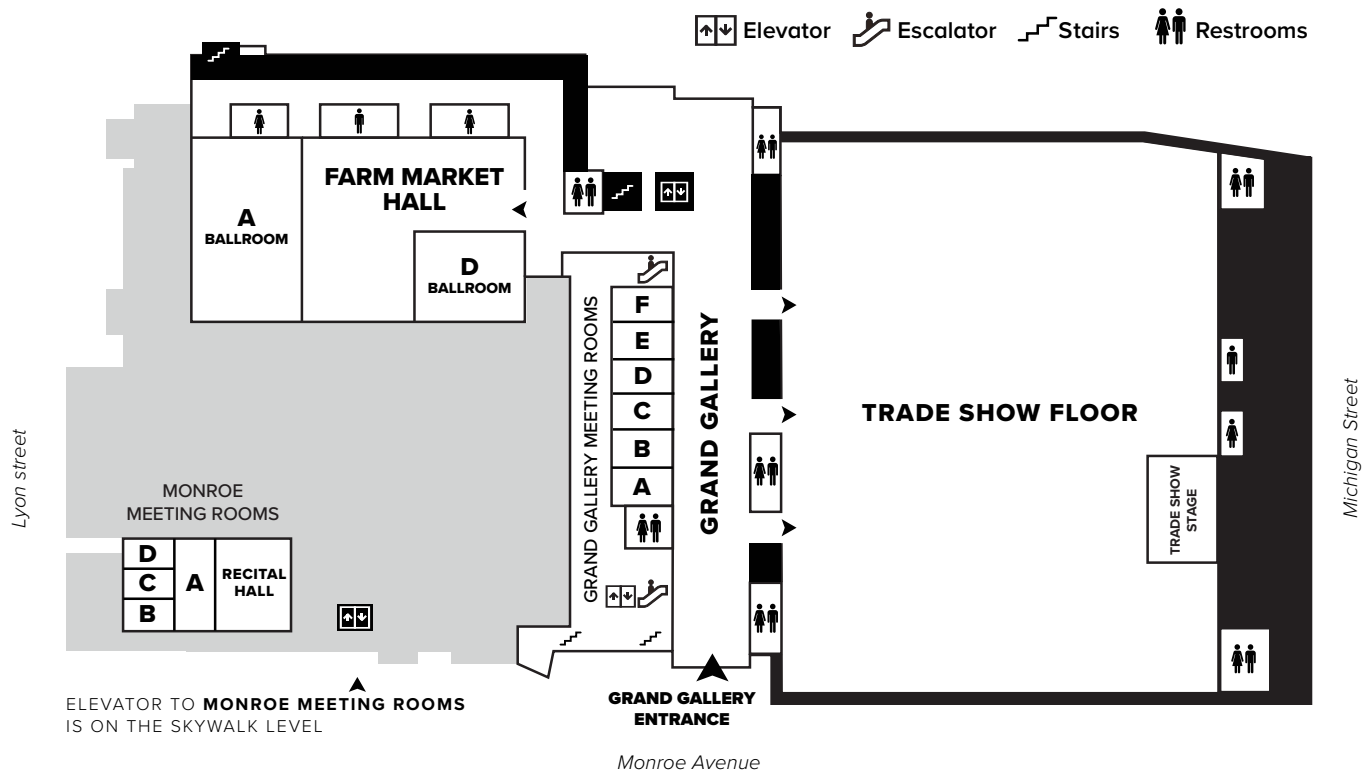 Elevator
Escalator
Stairs
Restrooms
FARM MARKET
HALL
A
BALLROOM
D
BALLROOM
GRAND GALLERY MEETING ROOMS
F
E
D
C
B
A
GRAND GALLERY
TRADE SHOW FLOOR
TRADE SHOW
STAGE
Lyon street
Michigan Street
MONROE
MEETING ROOMS
D
C
B
A
RECITAL
HALL
ELEVATOR TO MONROE MEETING ROOMS
IS ON THE SKYWALK LEVEL
GRAND GALLERY
ENTRANCE
Monroe Avenue